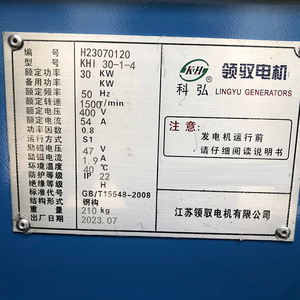 编号 H23070120
型号 KHI 30-1-4
额定功率 30 KW
备用功率 KW
额定频率 50 Hz
额定转速 1500 r/min
额定电压 400 V
额定电流 54 A
功率因数 0.8
运行方式 S1
励磁电压 47 V
励磁电流 1.9 A
环境温度 40 ℃
防护等级 IP 22
绝缘等级 H
标准代号 GB/T15548-2008
结构形式 钢构
重量 210 kg
出厂日期 2023.07
KH
科弘
领驭电机
LINGYU GENERATORS
注意:
发电机运行前
请仔细阅读说明书
江苏领驭电机有限公司